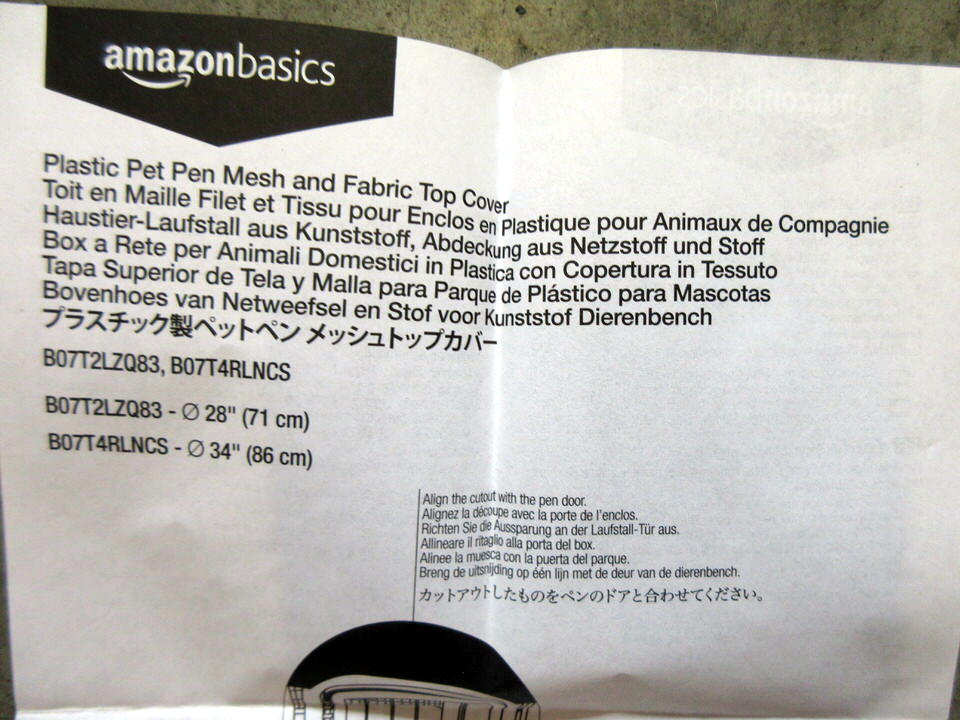 amazonbasics
Plastic Pet Pen Mesh and Fabric Top Cover
Toit en Maille Filet et Tissu pour Enclos en Plastique pour Animaux de Compagnie
Haustier-Laufstall aus Kunststoff, Abdeckung aus Netzstoff und Stoff
Box a Rete per Animali Domestici in Plastica con Copertura in Tessuto
Tapa Superior de Tela y Malla para Parque de Plástico para Mascotas
Bovenhoes van Netweefsel en Stof voor Kunststof Dierenbench
プラスチック製ペットペン メッシュトップカバー
B07T2LZQ83, B07T4RLNCS
B07T2LZQ83 - Ø 28" (71 cm)
B07T4RLNCS - Ø 34" (86 cm)
Align the cutout with the pen door.
Alignez la découpe avec la porte de l'enclos.
Richten Sie die Aussparung an der Laufstall-Tür aus.
Allineare il ritaglio alla porta del box.
Alinee la muesca con la puerta del parque.
Breng de uitsnijding op één lijn met de deur van de dierenbench.
カットアウトしたものをペンのドアと合わせてください。